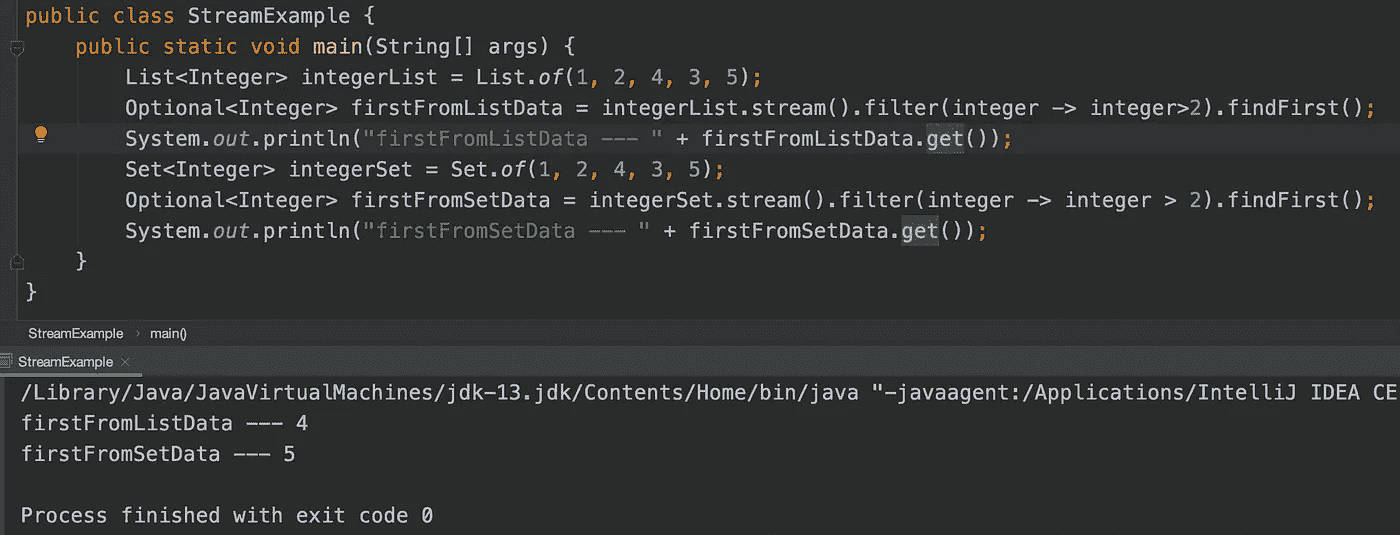 public class StreamExample {
    public static void main(String[] args) {
        List<Integer> integerList = List.of(1, 2, 4, 3, 5);
        Optional<Integer> firstFromListData = integerList.stream().filter(integer -> integer>2).findFirst();
        System.out.println("firstFromListData --- " + firstFromListData.get());
        Set<Integer> integerSet = Set.of(1, 2, 4, 3, 5);
        Optional<Integer> firstFromSetData = integerSet.stream().filter(integer -> integer > 2).findFirst();
        System.out.println("firstFromSetData --- " + firstFromSetData.get());
    }
}
StreamExample › main()
StreamExample ×
/Library/Java/JavaVirtualMachines/jdk-13.jdk/Contents/Home/bin/java "-javaagent:/Applications/IntelliJ IDEA CE
firstFromListData --- 4
firstFromSetData --- 5
Process finished with exit code 0